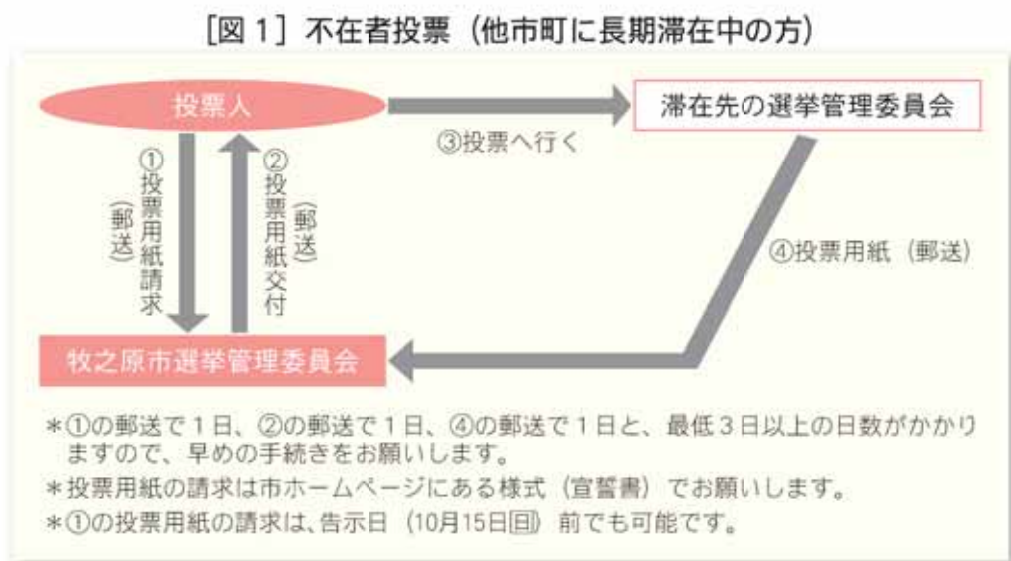 ［図１］不在者投票（他市町に長期滞在中の方）
投票人
滞在先の選挙管理委員会
③投票へ行く
①投票用紙請求
（郵送）
②投票用紙交付
（郵送）
④投票用紙（郵送）
牧之原市選挙管理委員会
＊①の郵送で１日、②の郵送で１日、④の郵送で１日と、最低３日以上の日数がかかり
ますので、早めの手続きをお願いします。
＊投票用紙の請求は市ホームページにある様式（宣誓書）でお願いします。
＊①の投票用紙の請求は、告示日（10月15日🈰）前でも可能です。